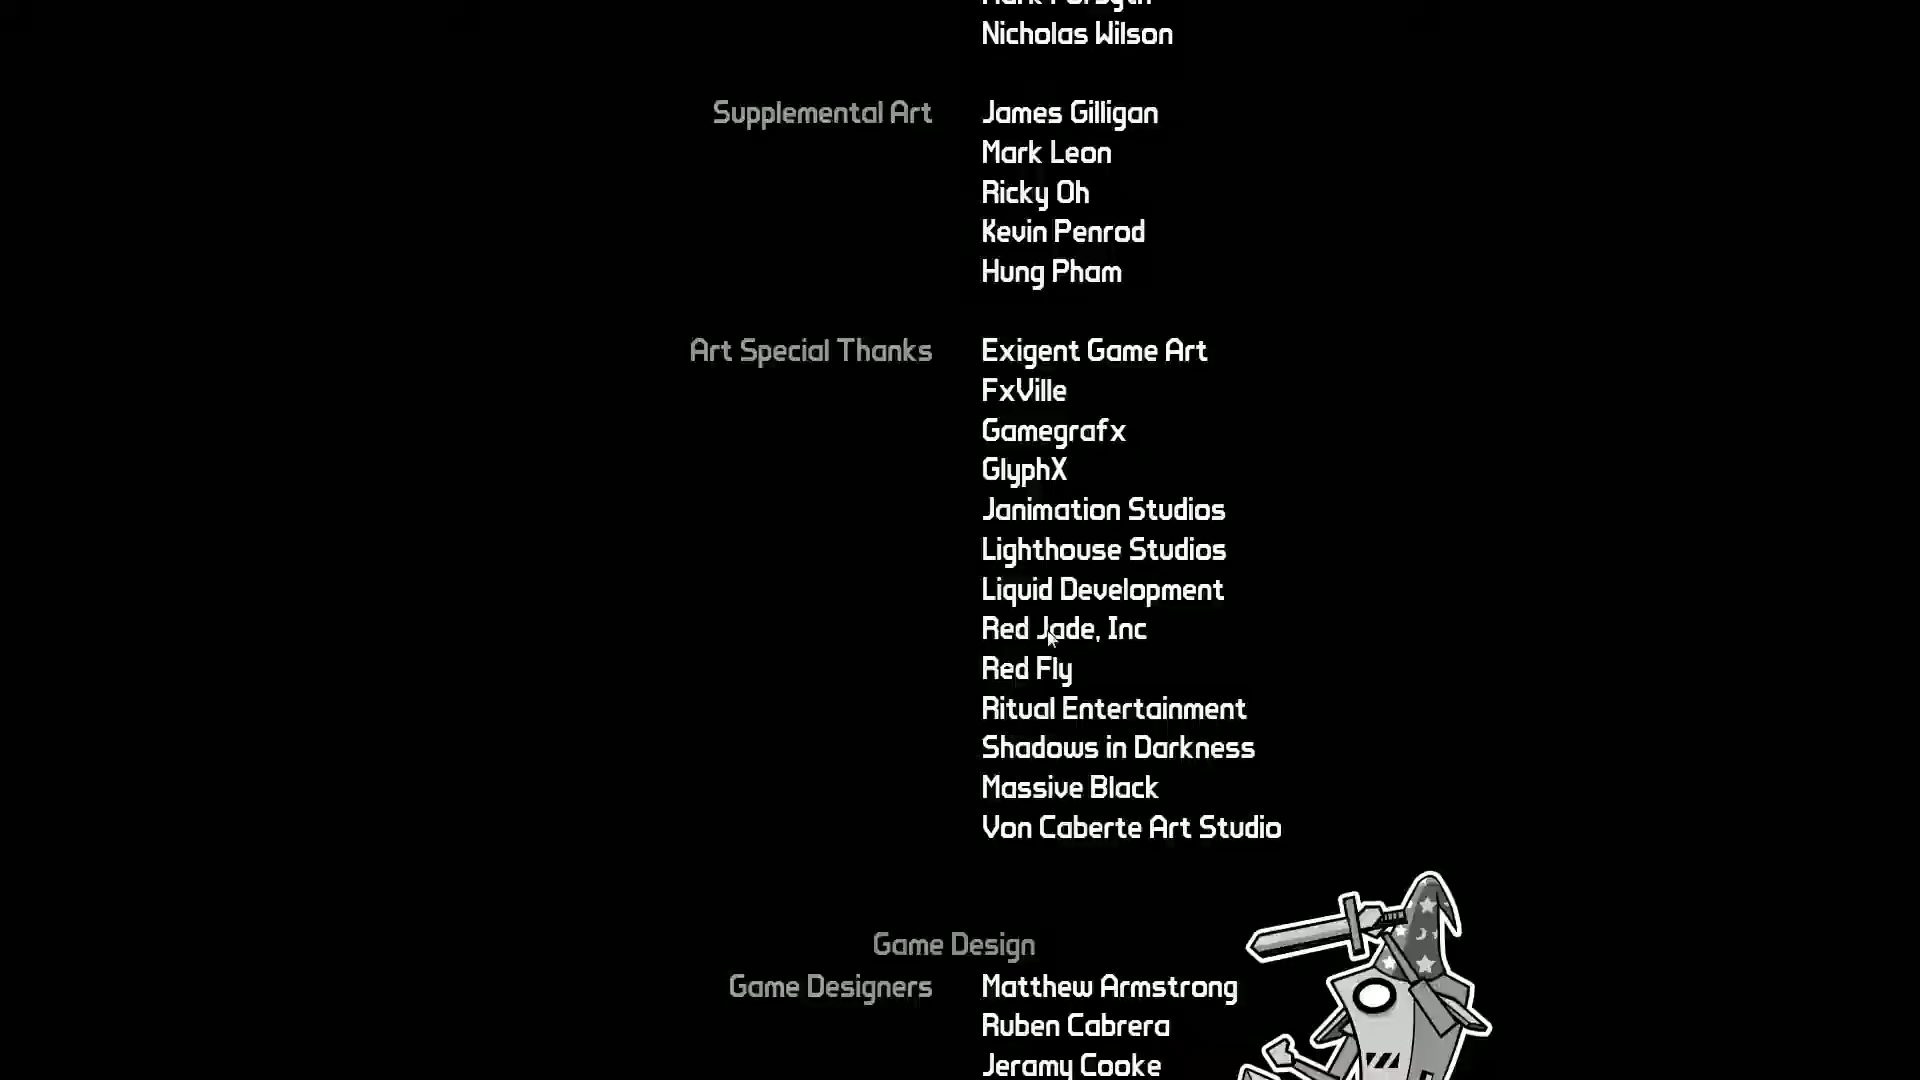 Nicholas Wilson
Supplemental Art James Gilligan
Mark Leon
Ricky Oh
Kevin Penrod
Hung Pham
Art Special Thanks Exigent Game Art
FxVille
Gamegrafx
GlyphX
Janimation Studios
Lighthouse Studios
Liquid Development
Red Jade, Inc
Red Fly
Ritual Entertainment
Shadows in Darkness
Massive Black
Von Caberte Art Studio
Game Design
Game Designers Matthew Armstrong
Ruben Cabrera
Jeramy Cooke